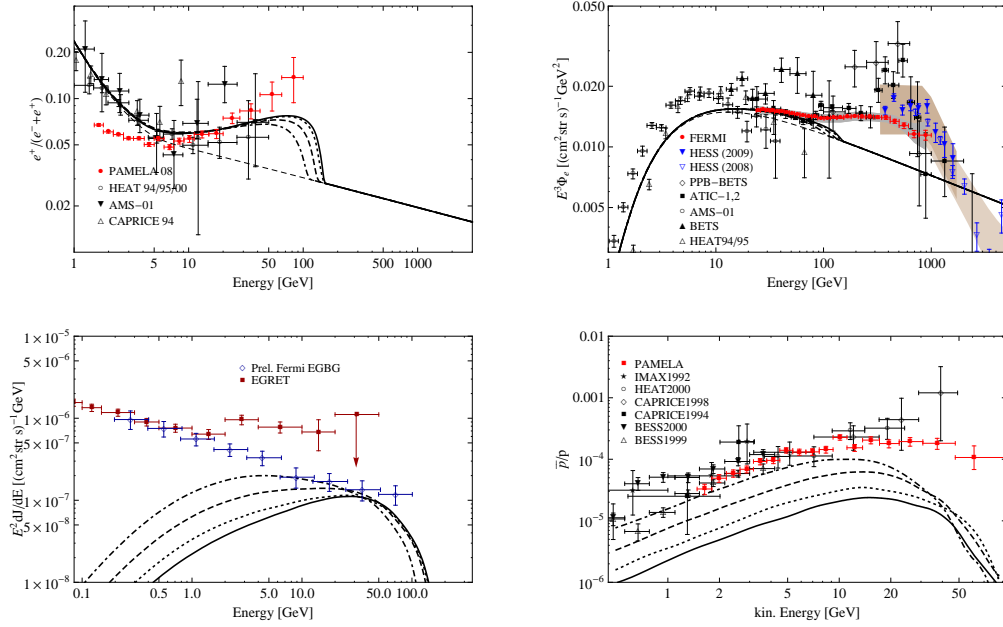 0.20
0.10
0.05
0.02
e⁺/(e⁻+e⁺)
PAMELA 08
HEAT 94/95/00
AMS-01
CAPRICE 94
1 5 10 50 100 500 1000
Energy [GeV]
0.050
0.020
0.010
0.005
E³Φₑ [(cm² str s)⁻¹ GeV²]
FERMI
HESS (2009)
HESS (2008)
PPB-BETS
ATIC-1,2
AMS-01
BETS
HEAT94/95
1 10 100 1000
Energy [GeV]
1×10⁻⁵
5×10⁻⁶
1×10⁻⁶
5×10⁻⁷
1×10⁻⁷
5×10⁻⁸
1×10⁻⁸
E²dJ/dE [(cm² str s)⁻¹GeV]
Prel. Fermi EGBG
EGRET
0.1 0.5 1.0 5.0 10.0 50.0 100.0
Energy [GeV]
0.01
0.001
10⁻⁴
10⁻⁵
10⁻⁶
p̅/p
PAMELA
IMAX1992
HEAT2000
CAPRICE1998
CAPRICE1994
BESS2000
BESS1999
1 2 5 10 20 50
kin. Energy [GeV]